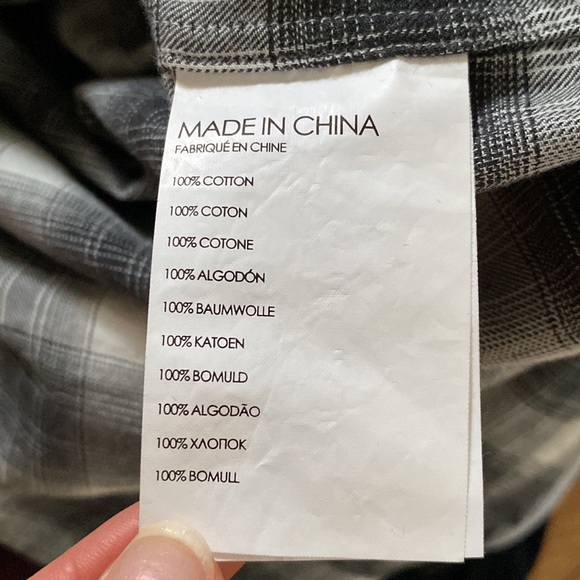 MADE IN CHINA
FABRIQUÉ EN CHINE
100% COTTON
100% COTON
100% COTONE
100% ALGODÓN
100% BAUMWOLLE
100% KATOEN
100% BOMULD
100% ALGODÃO
100% ХЛОПОК
100% BOMULL